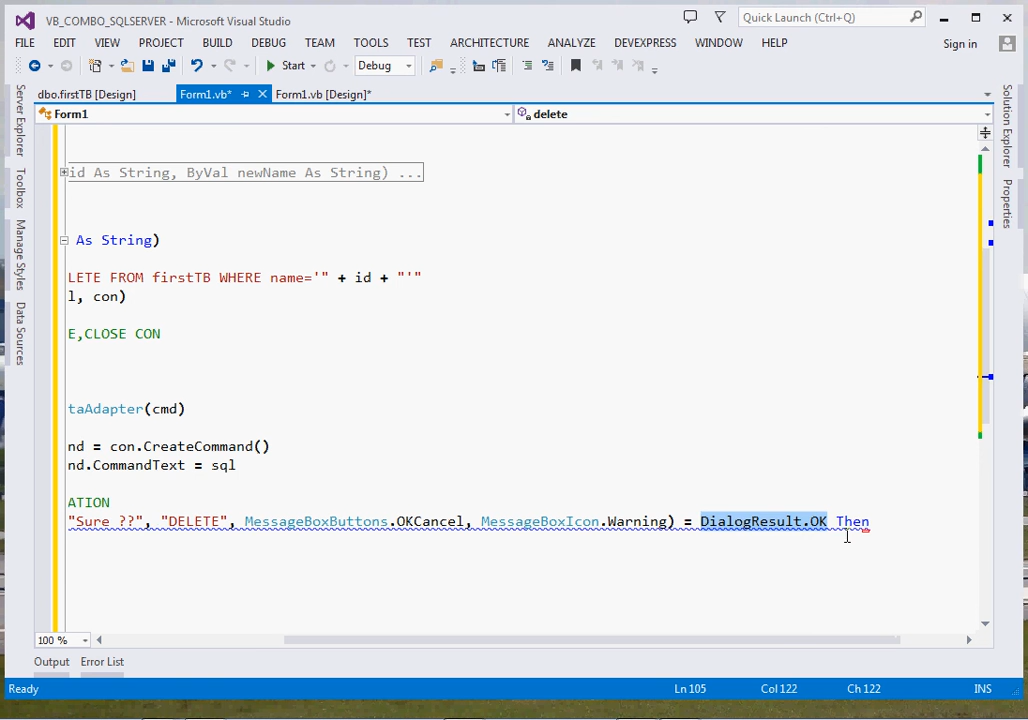 VB_COMBO_SQLSERVER - Microsoft Visual Studio
Quick Launch (Ctrl+Q)
FILE EDIT VIEW PROJECT BUILD DEBUG TEAM TOOLS TEST ARCHITECTURE ANALYZE DEVEXPRESS WINDOW HELP Sign in
Start Debug
dbo.firstTB [Design] Form1.vb* Form1.vb [Design]*
Form1 delete
Server Explorer
Toolbox
Manage Styles
Data Sources
Solution Explorer
Properties
id As String, ByVal newName As String) ...
As String)
LETE FROM firstTB WHERE name='" + id + "'"
l, con)
E,CLOSE CON
taAdapter(cmd)
nd = con.CreateCommand()
nd.CommandText = sql
ATION
"Sure ??", "DELETE", MessageBoxButtons.OKCancel, MessageBoxIcon.Warning) = DialogResult.OK Then
100 %
Output Error List
Ready Ln 105 Col 122 Ch 122 INS